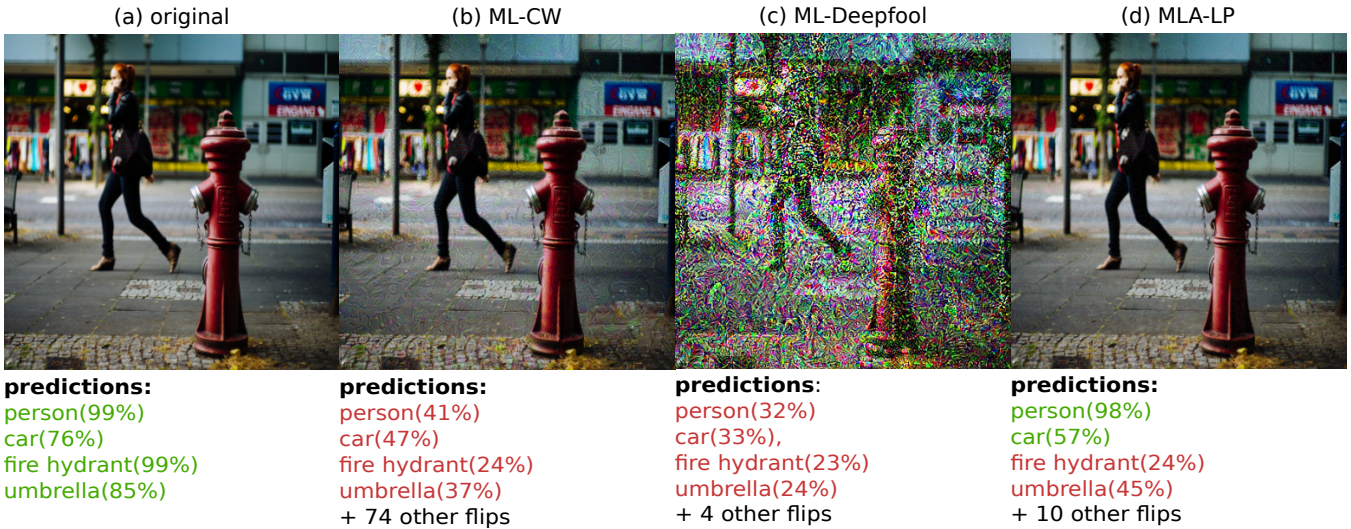 (a) original
(b) ML-CW
(c) ML-Deepfool
(d) MLA-LP
EINGANG
EINGANG
EINGANG
predictions:
person(99%)
car(76%)
fire hydrant(99%)
umbrella(85%)
predictions:
person(41%)
car(47%)
fire hydrant(24%)
umbrella(37%)
+ 74 other flips
predictions:
person(32%)
car(33%),
fire hydrant(23%)
umbrella(24%)
+ 4 other flips
predictions:
person(98%)
car(57%)
fire hydrant(24%)
umbrella(45%)
+ 10 other flips